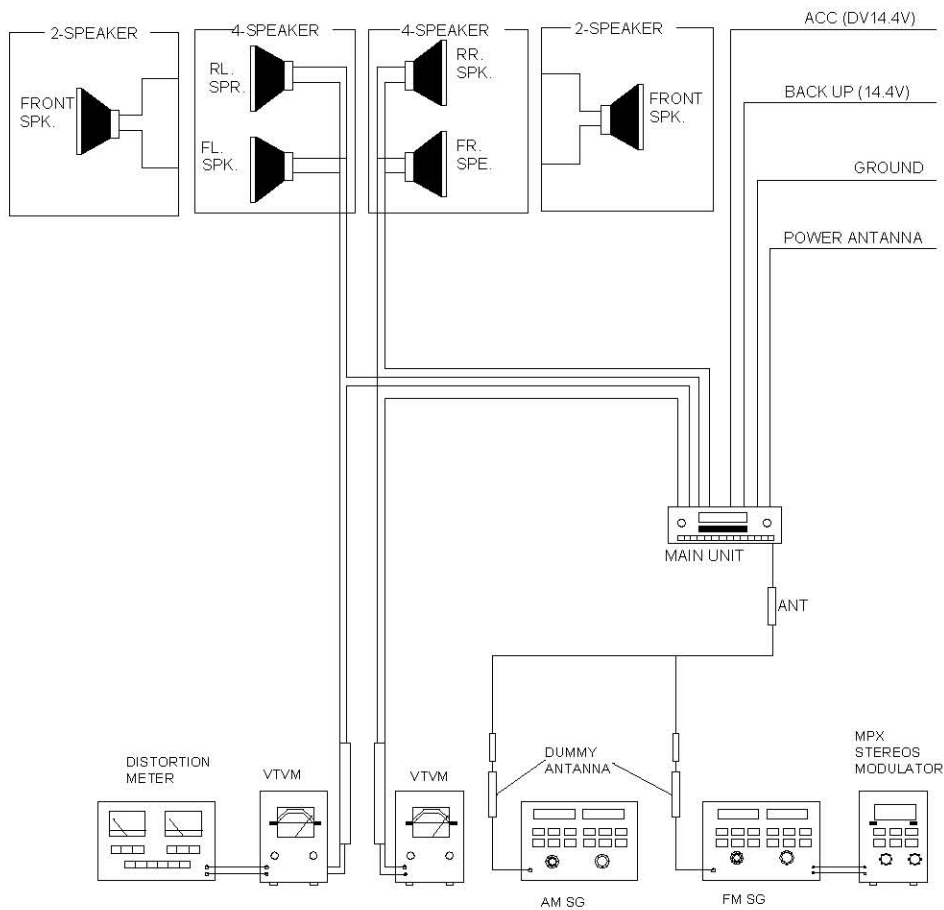 2-SPEAKER
4-SPEAKER
4-SPEAKER
2-SPEAKER
ACC (DV14.4V)
RL.
SPR.
RR.
SPK.
FRONT
SPK.
FRONT
SPK.
BACK UP (14.4V)
FL.
SPK.
FR.
SPE.
GROUND
POWER ANTANNA
MAIN UNIT
ANT
DUMMY
ANTANNA
MPX
STEREOS
MODULATOR
DISTORTION
METER
VTVM
VTVM
AM SG
FM SG